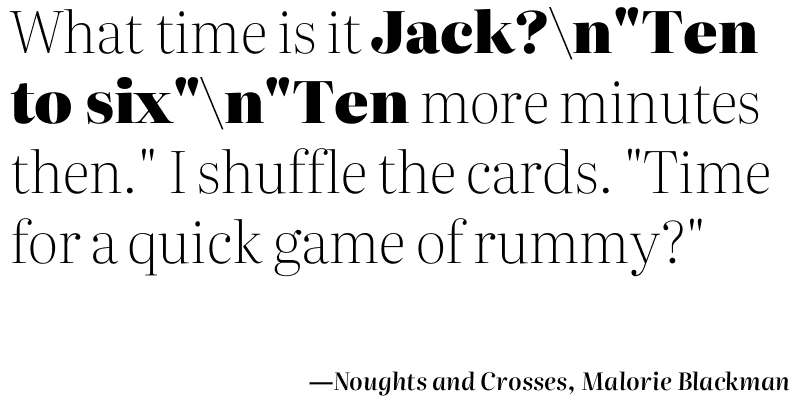 What time is it Jack?\n"Ten
to six"\n"Ten more minutes
then." I shuffle the cards. "Time
for a quick game of rummy?"
—Noughts and Crosses, Malorie Blackman